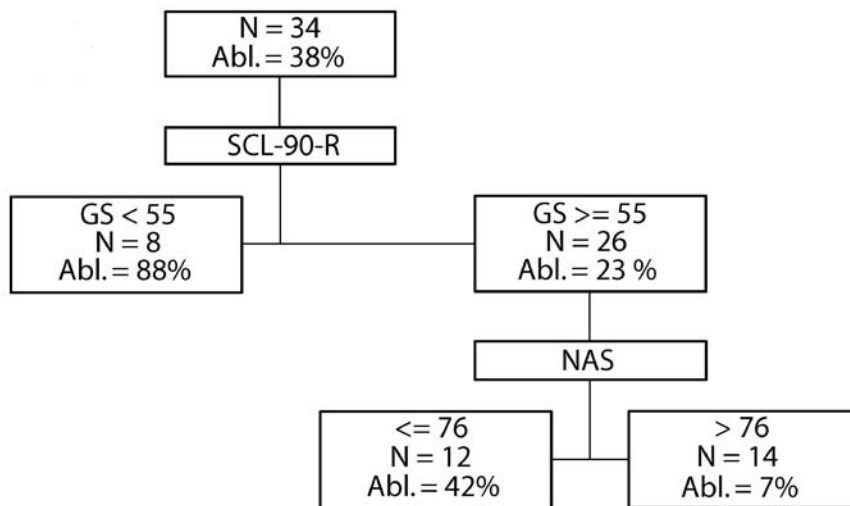 N = 34
Abl. = 38%
SCL-90-R
GS < 55
N = 8
Abl. = 88%
GS >= 55
N = 26
Abl. = 23 %
NAS
<= 76
N = 12
Abl. = 42%
> 76
N = 14
Abl. = 7%